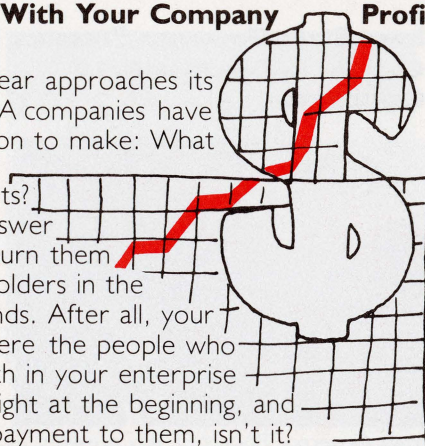 With Your Company Profi
ear approaches its
A companies have
on to make: What
ts?
swer
urn them
olders in the
nds. After all, your
ere the people who
h in your enterprise
ight at the beginning, and
payment to them, isn't it?